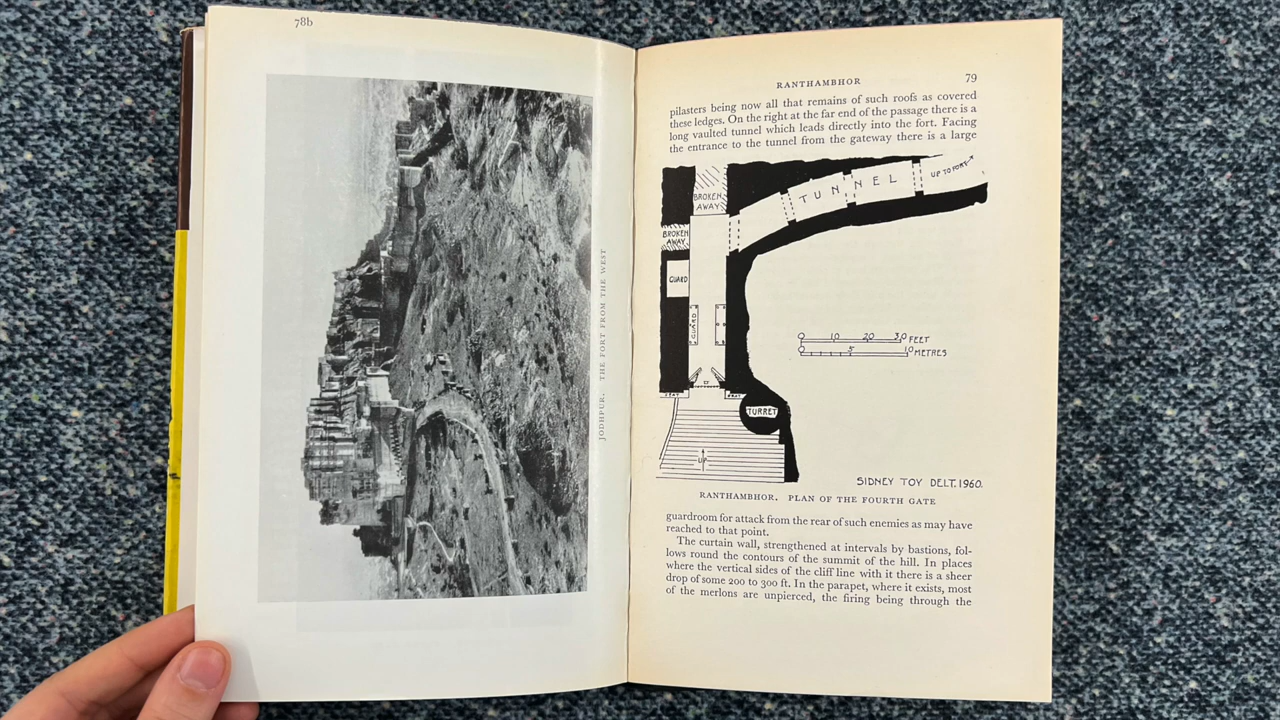 78b
JODHPUR. THE FORT FROM THE WEST
RANTHAMBHOR 79
pilasters being now all that remains of such roofs as covered
these ledges. On the right at the far end of the passage there is a
long vaulted tunnel which leads directly into the fort. Facing
the entrance to the tunnel from the gateway there is a large
BROKEN
AWAY
TUNNEL
UP TO FORT
BROKEN
AWAY
GUARD
GUARD
0 10 20 30 FEET
0 5 10 METRES
SEAT
SEAT
TURRET
UP
SIDNEY TOY DELT. 1960.
RANTHAMBHOR. PLAN OF THE FOURTH GATE
guardroom for attack from the rear of such enemies as may have
reached to that point.
The curtain wall, strengthened at intervals by bastions, fol-
lows round the contours of the summit of the hill. In places
where the vertical sides of the cliff line with it there is a sheer
drop of some 200 to 300 ft. In the parapet, where it exists, most
of the merlons are unpierced, the firing being through the